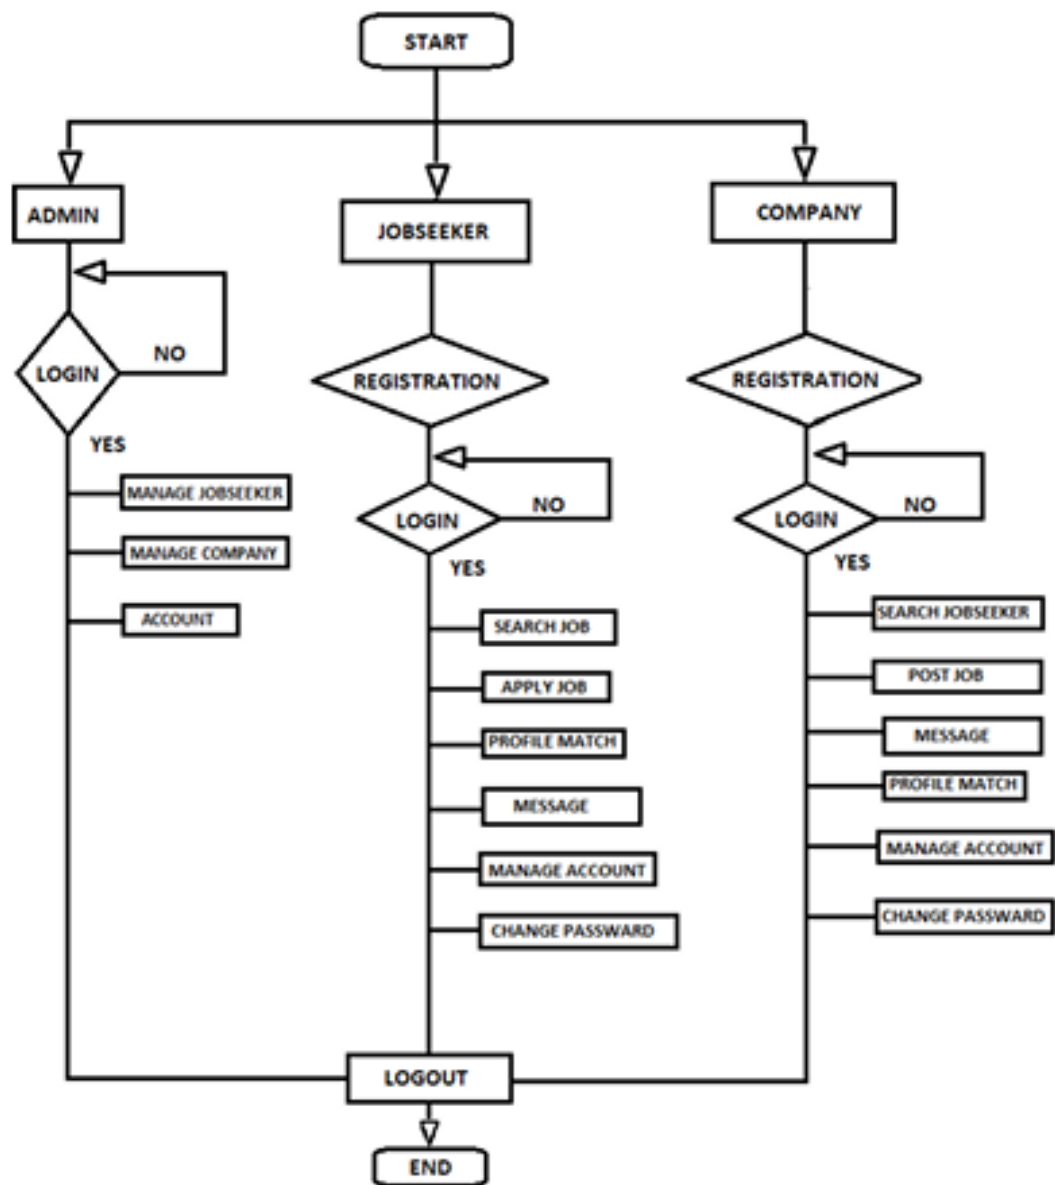 START
ADMIN
JOBSEEKER
COMPANY
LOGIN
NO
YES
MANAGE JOBSEEKER
MANAGE COMPANY
ACCOUNT
REGISTRATION
LOGIN
NO
YES
SEARCH JOB
APPLY JOB
PROFILE MATCH
MESSAGE
MANAGE ACCOUNT
CHANGE PASSWARD
REGISTRATION
LOGIN
NO
YES
SEARCH JOBSEEKER
POST JOB
MESSAGE
PROFILE MATCH
MANAGE ACCOUNT
CHANGE PASSWARD
LOGOUT
END